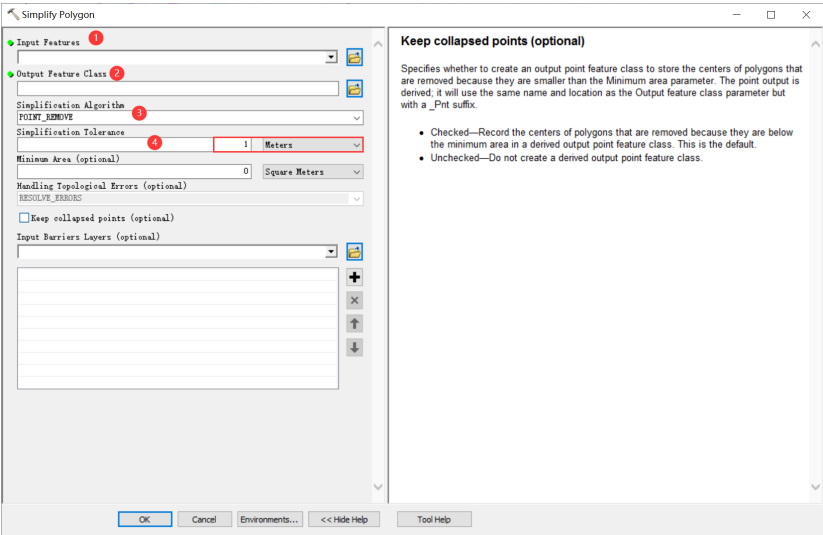 Simplify Polygon
Input Features 1
Output Feature Class 2
Simplification Algorithm 3
POINT_REMOVE
Simplification Tolerance 4
1 Meters
Minimum Area (optional)
0 Square Meters
Handling Topological Errors (optional)
RESOLVE_ERRORS
Keep collapsed points (optional)
Input Barriers Layers (optional)
OK Cancel Environments... << Hide Help Tool Help
Keep collapsed points (optional)
Specifies whether to create an output point feature class to store the centers of polygons that
are removed because they are smaller than the Minimum area parameter. The point output is
derived; it will use the same name and location as the Output feature class parameter but
with a _Pnt suffix.
• Checked—Record the centers of polygons that are removed because they are below
the minimum area in a derived output point feature class. This is the default.
• Unchecked—Do not create a derived output point feature class.